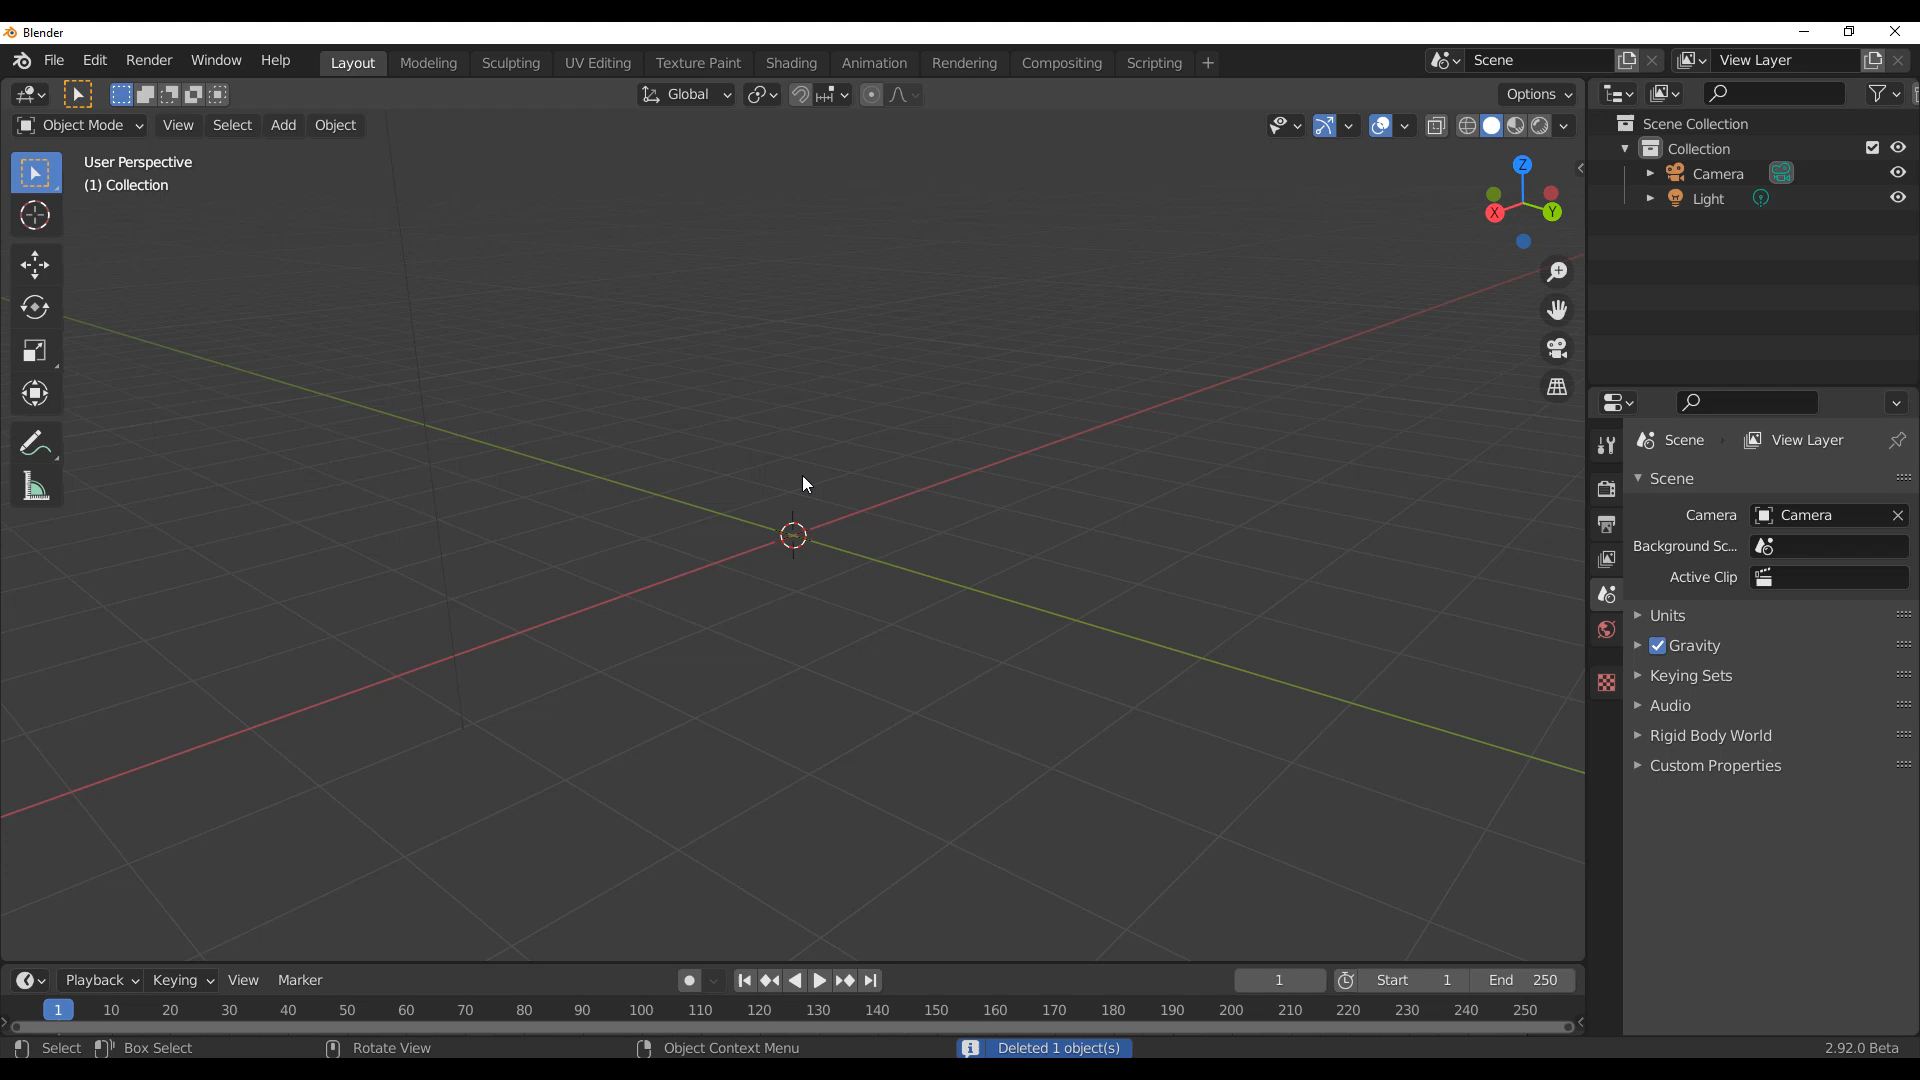 Blender
File Edit Render Window Help Layout Modeling Sculpting UV Editing Texture Paint Shading Animation Rendering Compositing Scripting + Scene View Layer
Global Options
Object Mode View Select Add Object
User Perspective
(1) Collection
Z
X Y
Scene Collection
Collection
Camera
Light
Scene View Layer
Scene
Camera Camera
Background Sc...
Active Clip
Units
Gravity
Keying Sets
Audio
Rigid Body World
Custom Properties
Playback Keying View Marker 1 Start 1 End 250
1 10 20 30 40 50 60 70 80 90 100 110 120 130 140 150 160 170 180 190 200 210 220 230 240 250
Select Box Select Rotate View Object Context Menu Deleted 1 object(s) 2.92.0 Beta